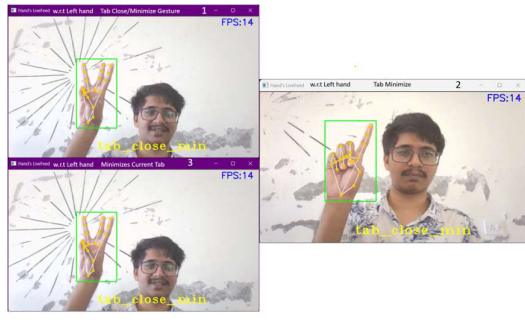 Hand's LiveFeed w.r.t Left hand Tab Close/Minimize Gesture 1
FPS:14
tab_close_min
Hand's LiveFeed w.r.t Left hand Tab Minimize 2
FPS:14
tab_close_min
Hand's LiveFeed w.r.t Left hand Minimizes Current Tab 3
FPS:14
tab_close_min